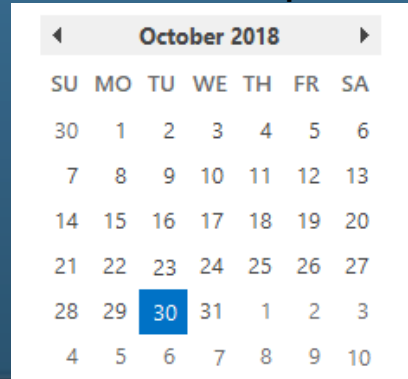 October 2018
SU MO TU WE TH FR SA
30 1 2 3 4 5 6
7 8 9 10 11 12 13
14 15 16 17 18 19 20
21 22 23 24 25 26 27
28 29 30 31 1 2 3
4 5 6 7 8 9 10